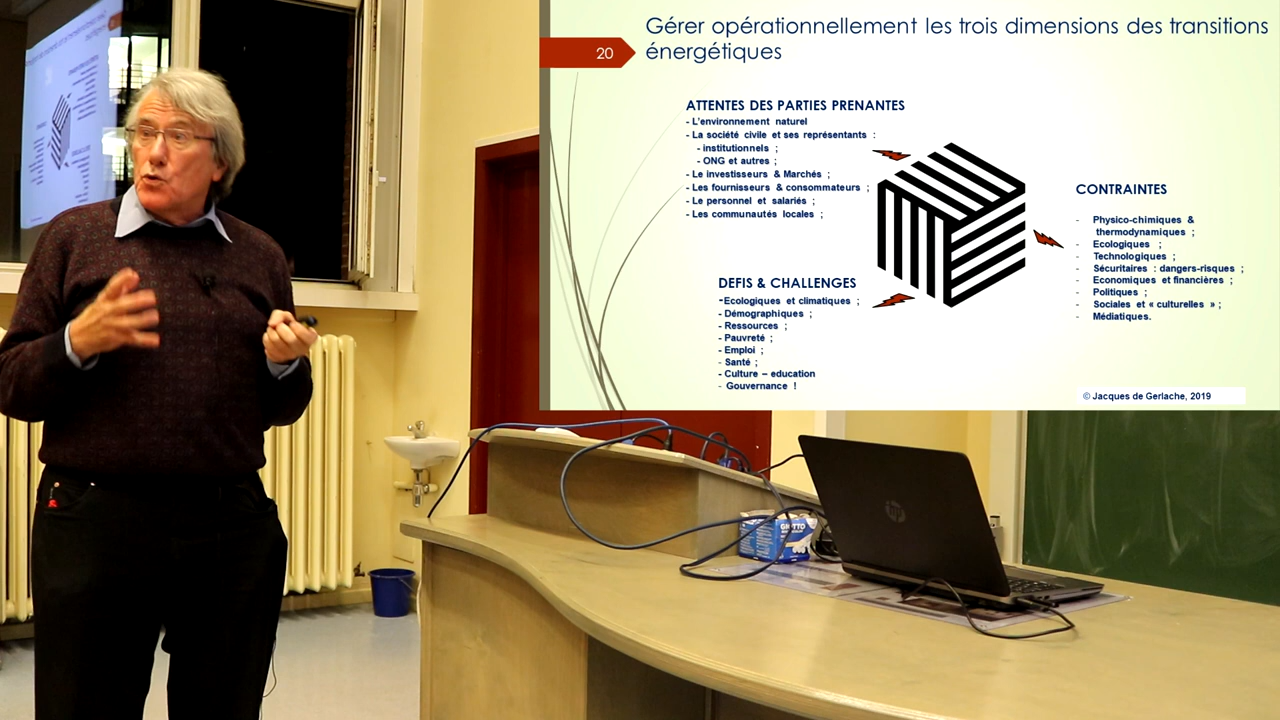 Gérer opérationnellement les trois dimensions des transitions
énergétiques
20
ATTENTES DES PARTIES PRENANTES
- L'environnement naturel
- La société civile et ses représentants :
- institutionnels ;
- ONG et autres ;
- Le investisseurs & Marchés ;
- Les fournisseurs & consommateurs ;
- Le personnel et salariés ;
- Les communautés locales ;
DEFIS & CHALLENGES
-Ecologiques et climatiques ;
- Démographiques ;
- Ressources ;
- Pauvreté ;
- Emploi ;
- Santé ;
- Culture – education
- Gouvernance !
CONTRAINTES
- Physico-chimiques &
thermodynamiques ;
- Ecologiques ;
- Technologiques ;
- Sécuritaires : dangers-risques ;
- Economiques et financières ;
- Politiques ;
- Sociales et « culturelles » ;
- Médiatiques.
© Jacques de Gerlache, 2019
hp